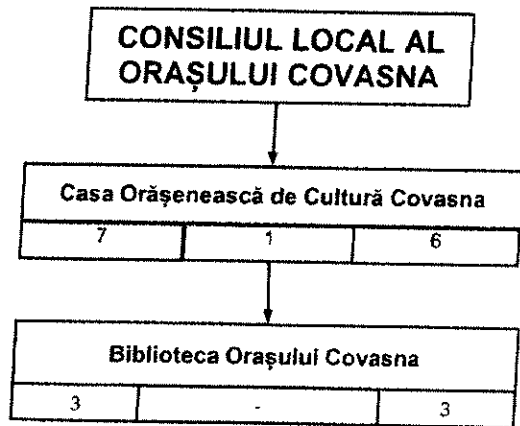 CONSILIUL LOCAL AL
ORAȘULUI COVASNA
Casa Orășenească de Cultură Covasna
7 1 6
Biblioteca Orașului Covasna
3 - 3